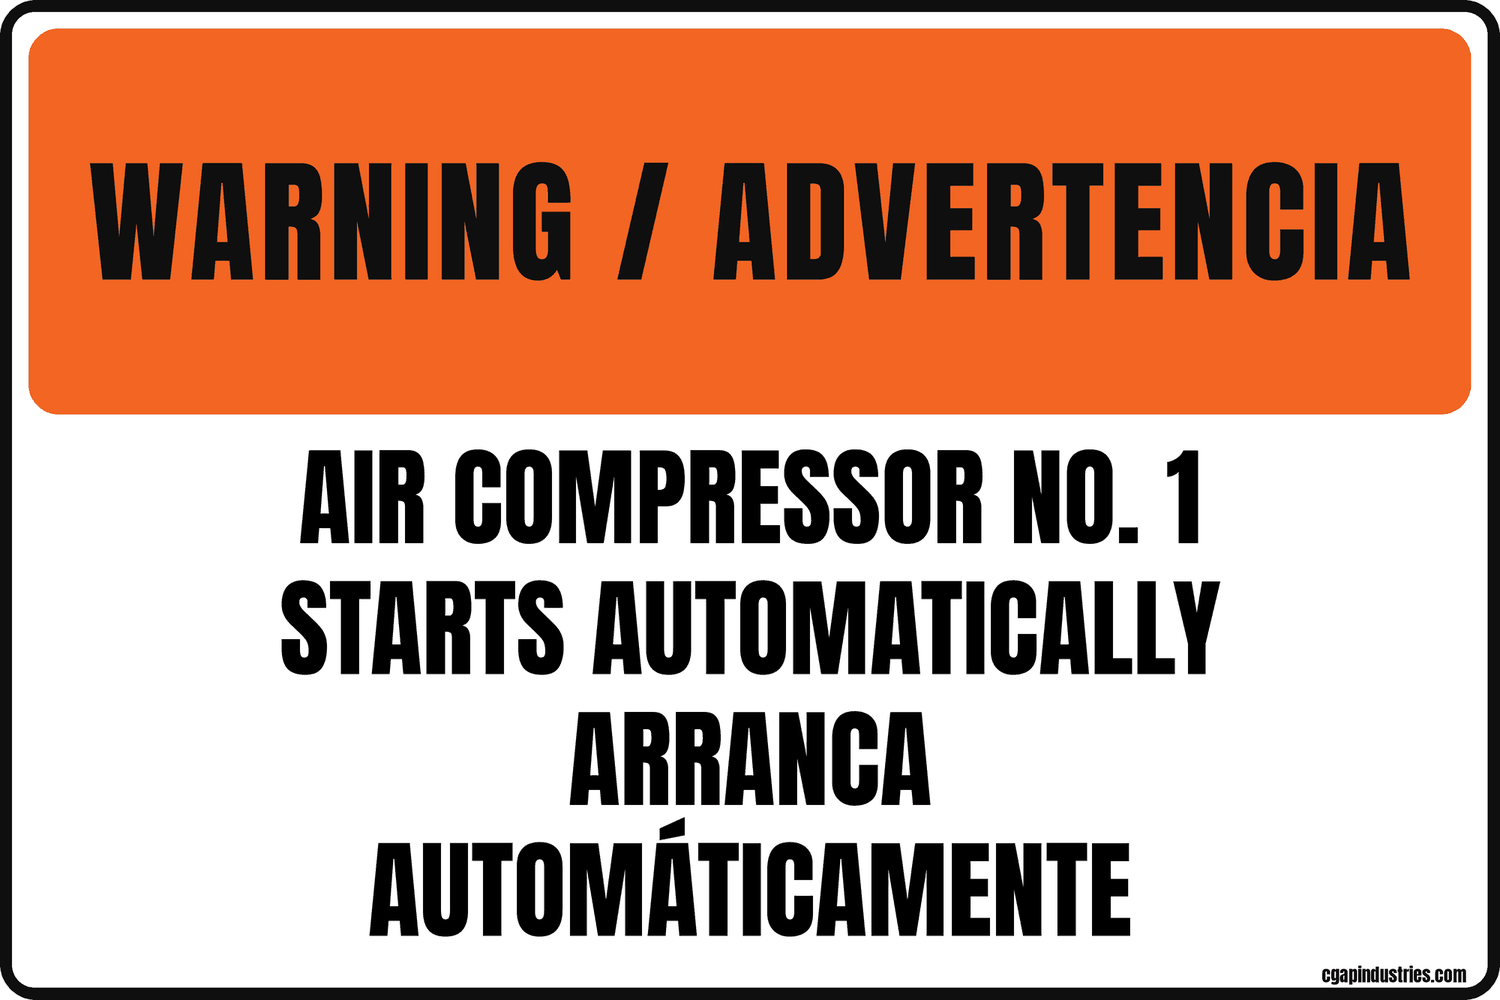 WARNING / ADVERTENCIA
AIR COMPRESSOR NO. 1
STARTS AUTOMATICALLY
ARRANCA
AUTOMÁTICAMENTE
cgapindustries.com